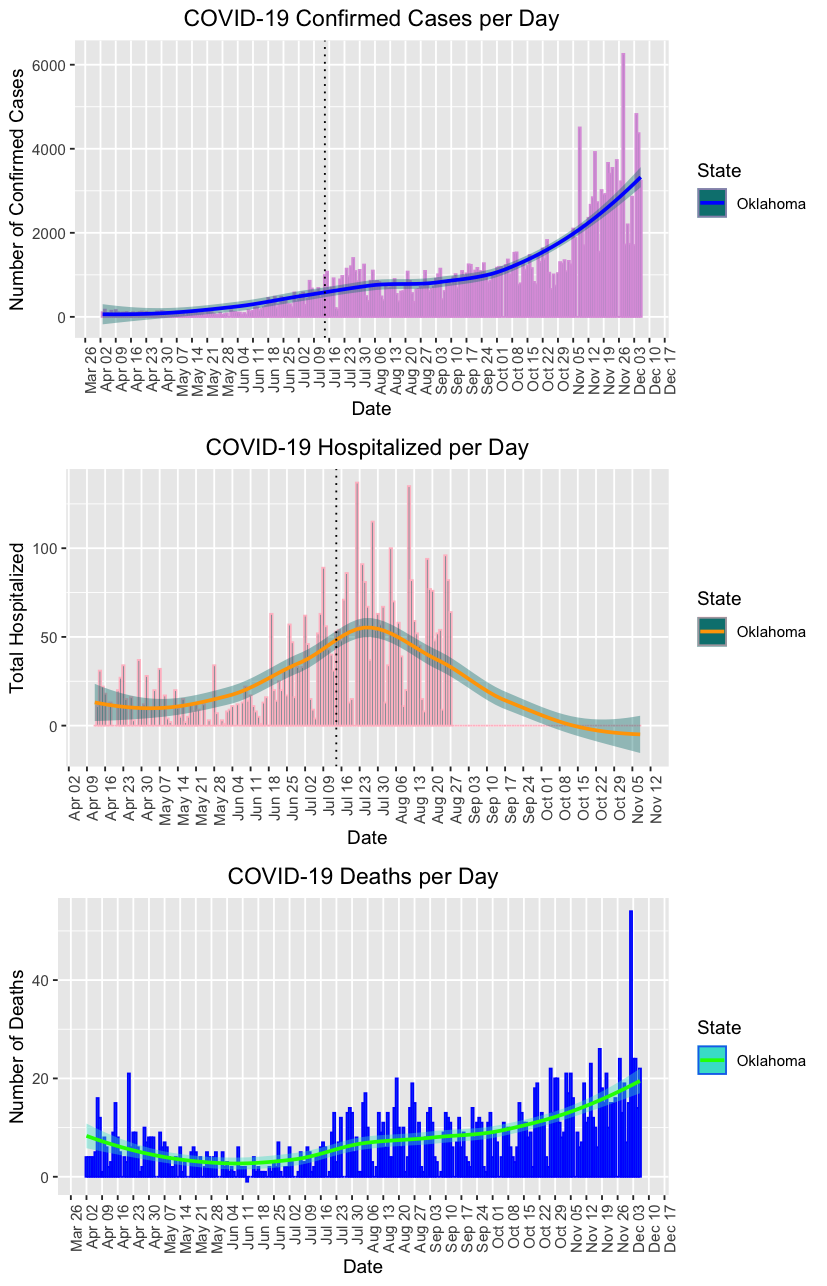 COVID-19 Confirmed Cases per Day
Number of Confirmed Cases
6000
4000
2000
0
Mar 26
Apr 02
Apr 09
Apr 16
Apr 23
Apr 30
May 07
May 14
May 21
May 28
Jun 04
Jun 11
Jun 18
Jun 25
Jul 02
Jul 09
Jul 16
Jul 23
Jul 30
Aug 06
Aug 13
Aug 20
Aug 27
Sep 03
Sep 10
Sep 17
Sep 24
Oct 01
Oct 08
Oct 15
Oct 22
Oct 29
Nov 05
Nov 12
Nov 19
Nov 26
Dec 03
Dec 10
Dec 17
Date
State
Oklahoma
COVID-19 Hospitalized per Day
Total Hospitalized
100
50
0
Apr 02
Apr 09
Apr 16
Apr 23
Apr 30
May 07
May 14
May 21
May 28
Jun 04
Jun 11
Jun 18
Jun 25
Jul 02
Jul 09
Jul 16
Jul 23
Jul 30
Aug 06
Aug 13
Aug 20
Aug 27
Sep 03
Sep 10
Sep 17
Sep 24
Oct 01
Oct 08
Oct 15
Oct 22
Oct 29
Nov 05
Nov 12
Date
State
Oklahoma
COVID-19 Deaths per Day
Number of Deaths
40
20
0
Mar 26
Apr 02
Apr 09
Apr 16
Apr 23
Apr 30
May 07
May 14
May 21
May 28
Jun 04
Jun 11
Jun 18
Jun 25
Jul 02
Jul 09
Jul 16
Jul 23
Jul 30
Aug 06
Aug 13
Aug 20
Aug 27
Sep 03
Sep 10
Sep 17
Sep 24
Oct 01
Oct 08
Oct 15
Oct 22
Oct 29
Nov 05
Nov 12
Nov 19
Nov 26
Dec 03
Dec 10
Dec 17
Date
State
Oklahoma